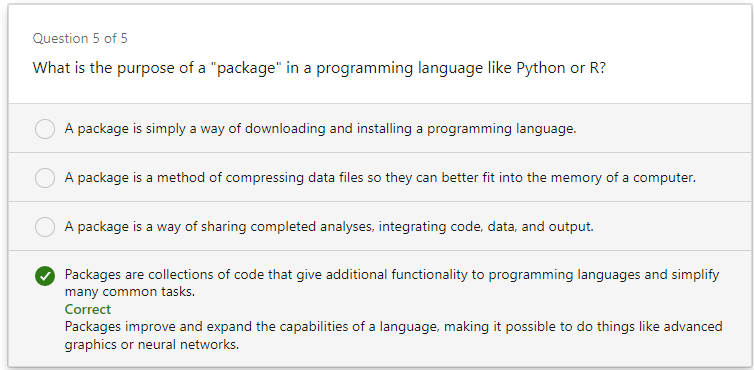 Question 5 of 5
What is the purpose of a "package" in a programming language like Python or R?
A package is simply a way of downloading and installing a programming language.
A package is a method of compressing data files so they can better fit into the memory of a computer.
A package is a way of sharing completed analyses, integrating code, data, and output.
Packages are collections of code that give additional functionality to programming languages and simplify
many common tasks.
Correct
Packages improve and expand the capabilities of a language, making it possible to do things like advanced
graphics or neural networks.